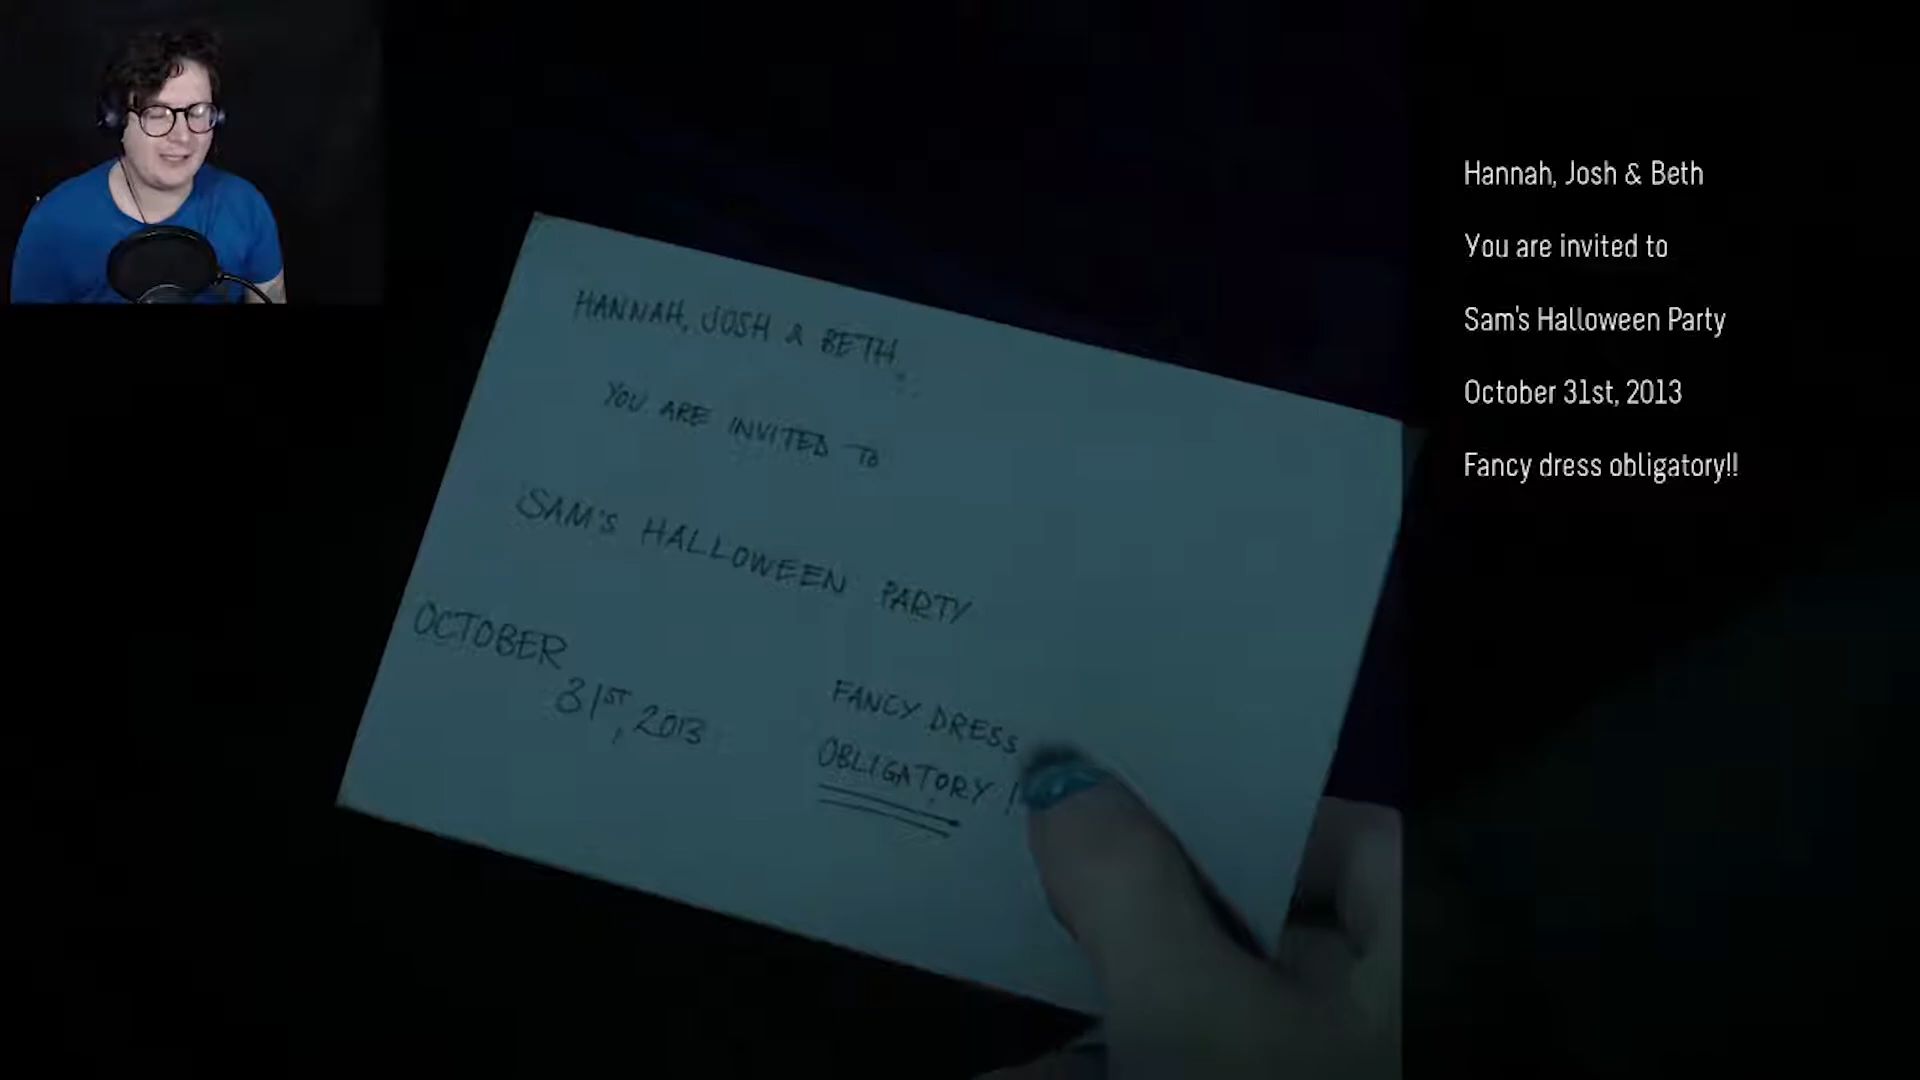 HANNAH, JOSH & BETH,
YOU ARE INVITED TO
SAM'S HALLOWEEN PARTY
OCTOBER
31ST, 2013
FANCY DRESS
OBLIGATORY !
Hannah, Josh & Beth
You are invited to
Sam's Halloween Party
October 31st, 2013
Fancy dress obligatory!!